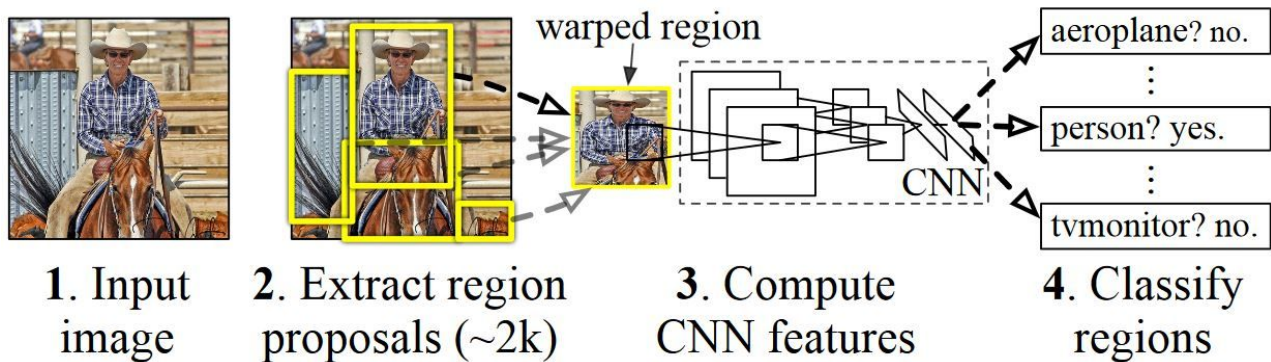 warped region
aeroplane? no.
⋮
person? yes.
⋮
tvmonitor? no.
CNN
1. Input
image
2. Extract region
proposals (~2k)
3. Compute
CNN features
4. Classify
regions